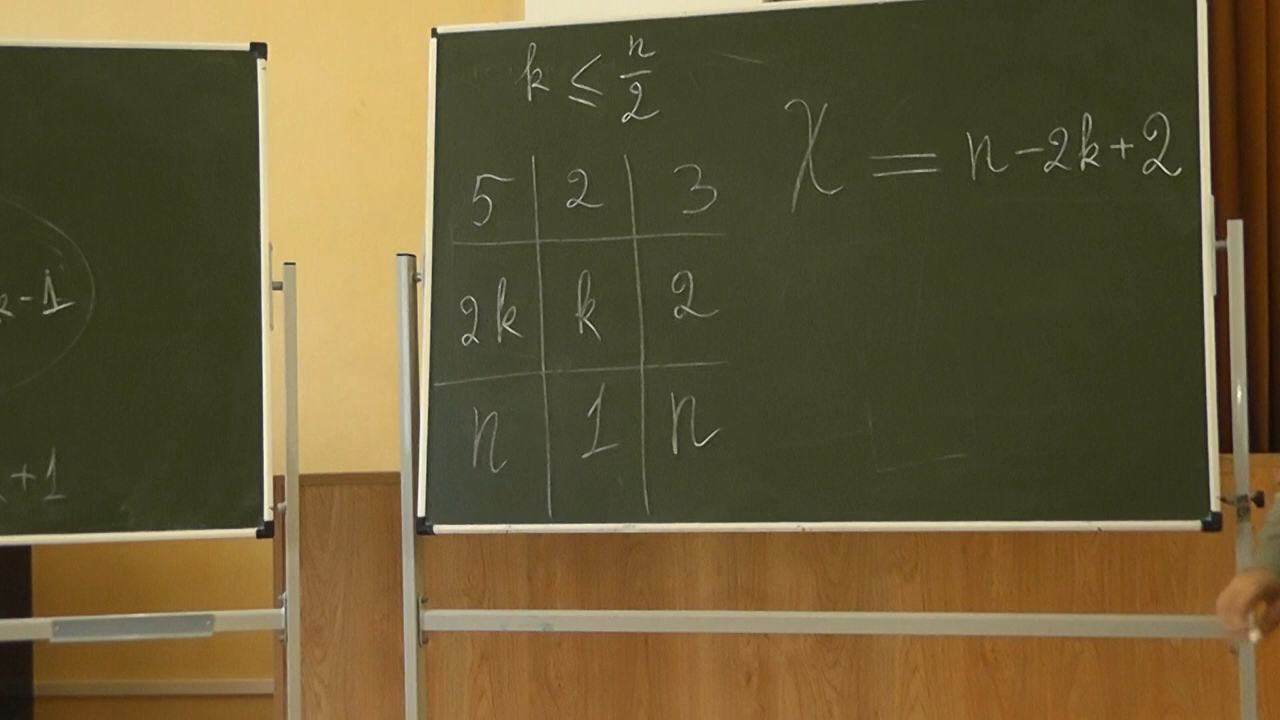 -1
+1
k ≤ n/2
5 | 2 | 3
2k | k | 2
n | 1 | n
χ = n-2k+2